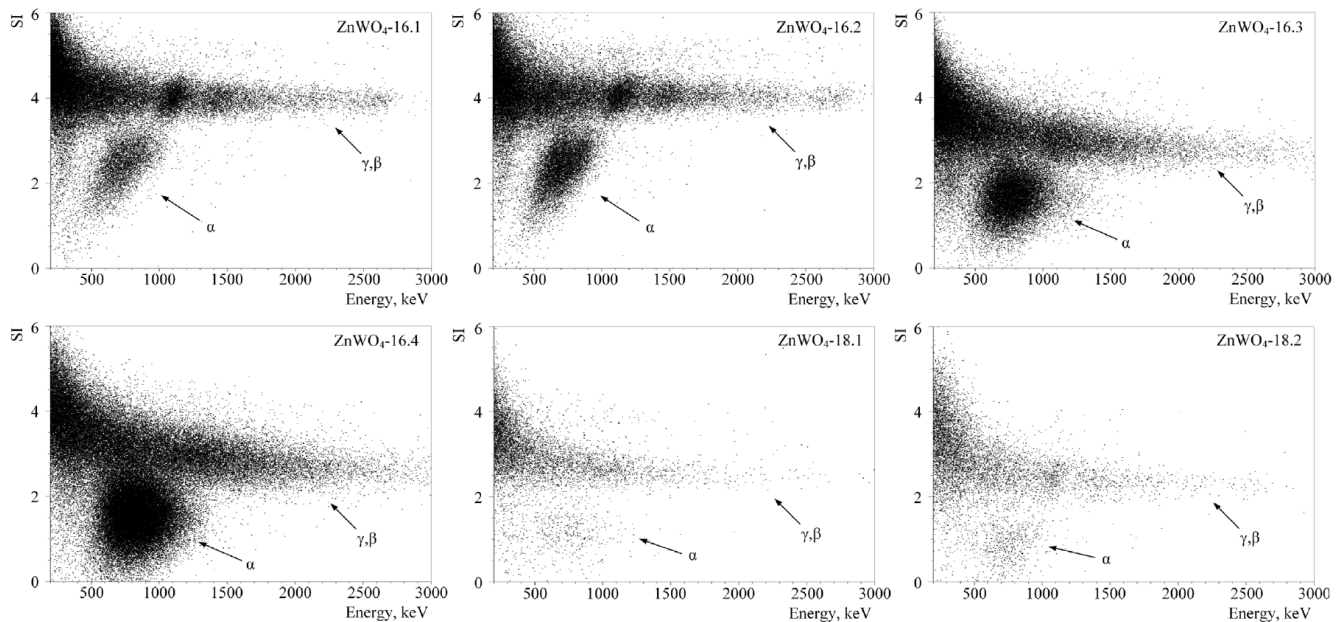 SI
6
4
2
0
ZnWO₄-16.1
γ,β
α
500 1000 1500 2000 2500 3000
Energy, keV
SI
6
4
2
0
ZnWO₄-16.2
γ,β
α
500 1000 1500 2000 2500 3000
Energy, keV
SI
6
4
2
0
ZnWO₄-16.3
γ,β
α
500 1000 1500 2000 2500 3000
Energy, keV
SI
6
4
2
0
ZnWO₄-16.4
γ,β
α
500 1000 1500 2000 2500 3000
Energy, keV
SI
6
4
2
0
ZnWO₄-18.1
γ,β
α
500 1000 1500 2000 2500 3000
Energy, keV
SI
6
4
2
0
ZnWO₄-18.2
γ,β
α
500 1000 1500 2000 2500 3000
Energy, keV